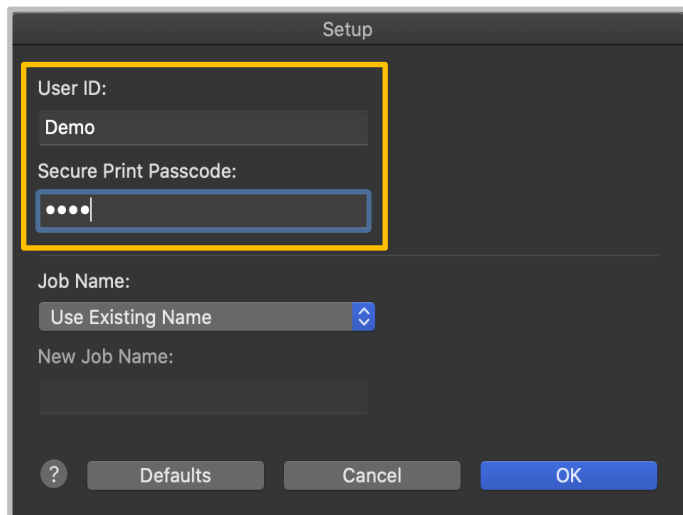 Setup
User ID:
Demo
Secure Print Passcode:
••••
Job Name:
Use Existing Name
New Job Name:
? Defaults Cancel OK